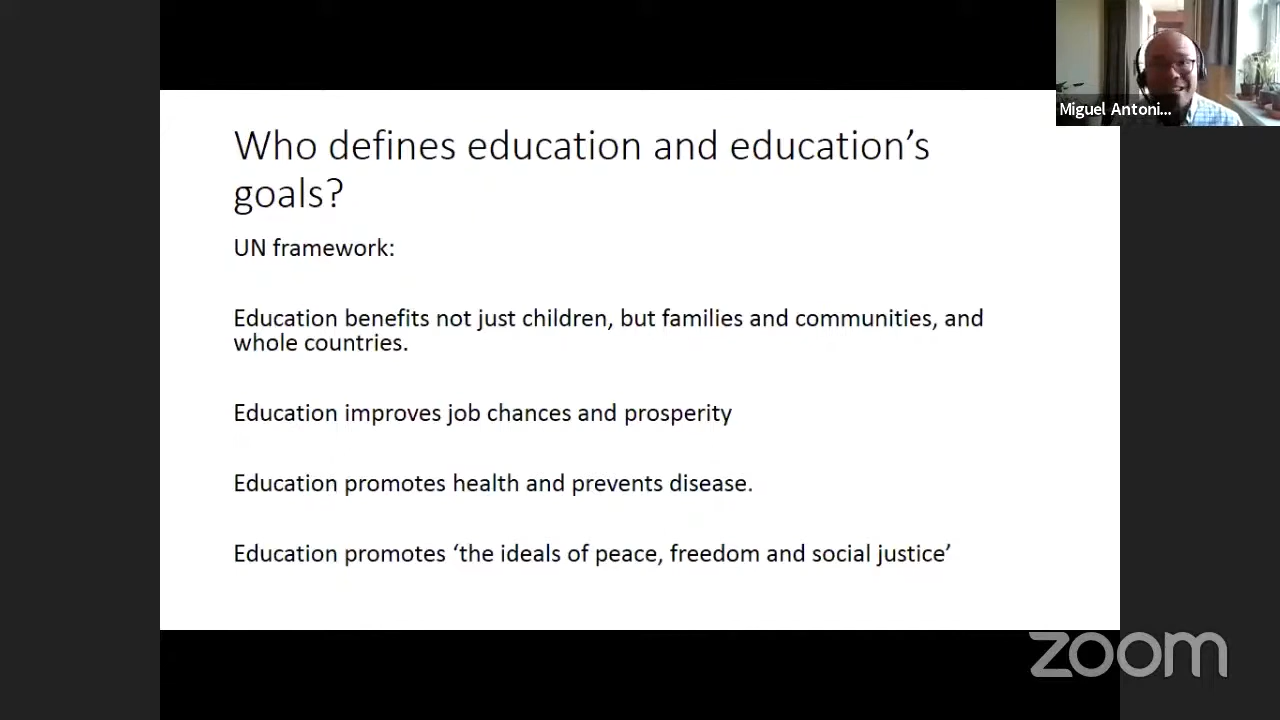 Miguel Antoni...
Who defines education and education’s
goals?
UN framework:
Education benefits not just children, but families and communities, and
whole countries.
Education improves job chances and prosperity
Education promotes health and prevents disease.
Education promotes ‘the ideals of peace, freedom and social justice’
zoom